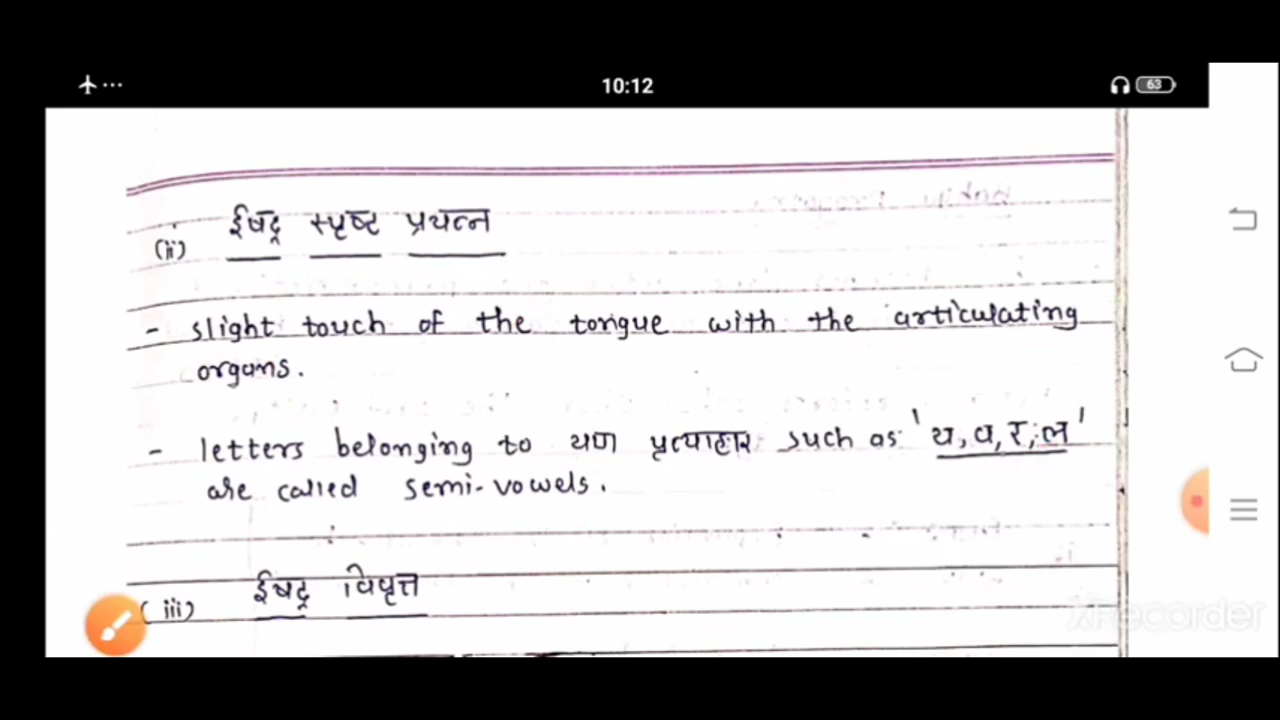 10:12
63
(ii) ईषद् स्पृष्ट प्रयत्न
- slight touch of the tongue with the articulating
organs.
- letters belonging to यण प्रत्याहार such as 'य,व,र,ल'
are called semi-vowels.
(iii) ईषद् विवृत्त
XRecorder